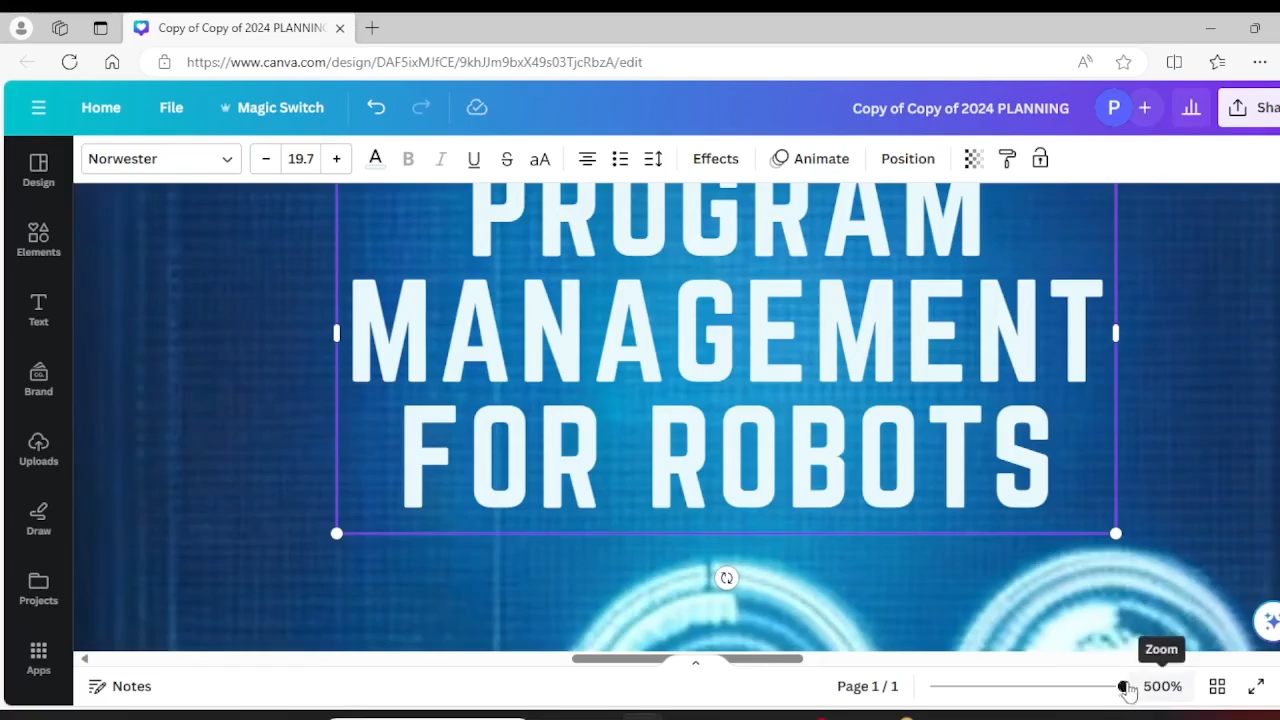 Copy of Copy of 2024 PLANNING
https://www.canva.com/design/DAF5ixMJfCE/9khJJm9bxX49s03TjcRbzA/edit
Home File Magic Switch Copy of Copy of 2024 PLANNING P Sha
Norwester 19.7 A B I U S aA Effects Animate Position
Design
Elements
Text
Brand
Uploads
Draw
Projects
Apps
PROGRAM
MANAGEMENT
FOR ROBOTS
Zoom
Notes Page 1 / 1 500%